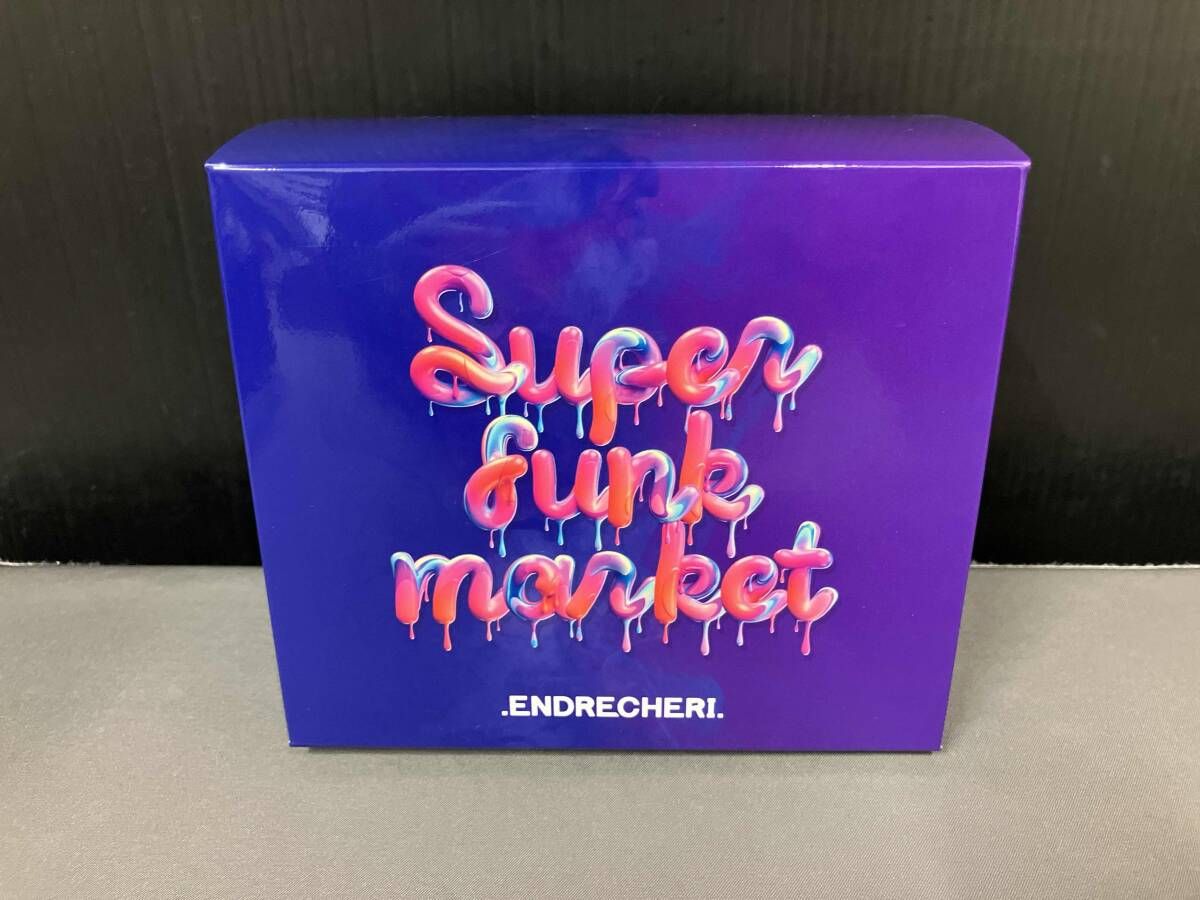 Super
funk
market
.ENDRECHERI.